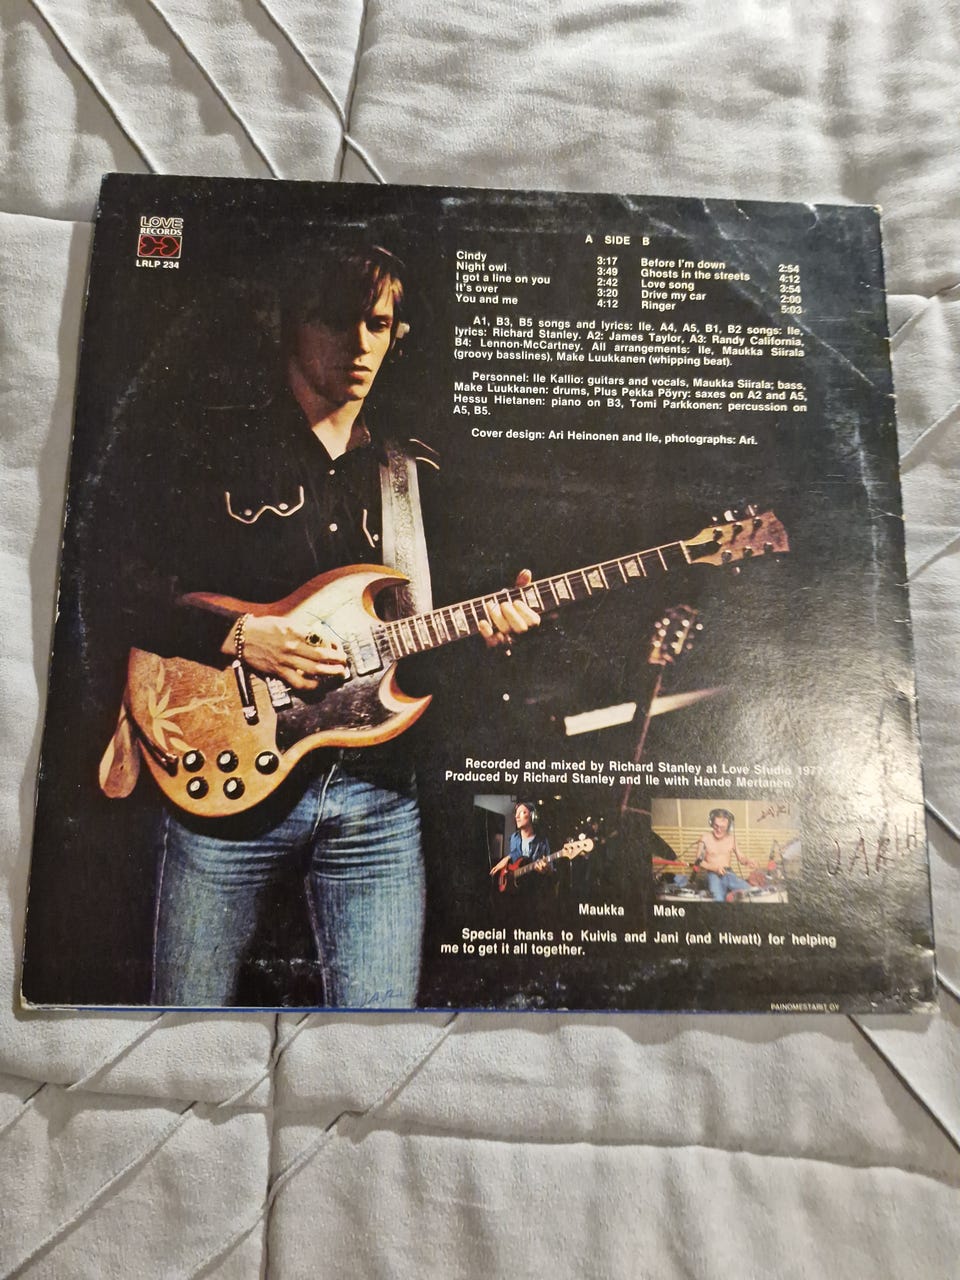 LOVE
RECORDS
LRLP 234
A SIDE B
Cindy 3:17 Before I'm down 2:54
Night owl 3:49 Ghosts in the streets 4:12
I got a line on you 2:42 Love song 3:54
It's over 3:20 Drive my car 2:00
You and me 4:12 Ringer 5:03
A1, B3, B5 songs and lyrics: Ile. A4, A5, B1, B2 songs: Ile,
lyrics: Richard Stanley. A2: James Taylor, A3: Randy California,
B4: Lennon-McCartney. All arrangements: Ile, Maukka Siirala
(groovy basslines), Make Luukkanen (whipping beat).
Personnel: Ile Kallio: guitars and vocals, Maukka Siirala; bass,
Make Luukkanen: drums, Plus Pekka Pöyry: saxes on A2 and A5,
Hessu Hietanen: piano on B3, Tomi Parkkonen: percussion on
A5, B5.
Cover design: Ari Heinonen and Ile, photographs: Ari.
Recorded and mixed by Richard Stanley at Love Studio 1977.
Produced by Richard Stanley and Ile with Hande Mertanen.
JARI
Maukka Make
Special thanks to Kuivis and Jani (and Hiwatt) for helping
me to get it all together.
JARI
PAINOMESTARIT OY